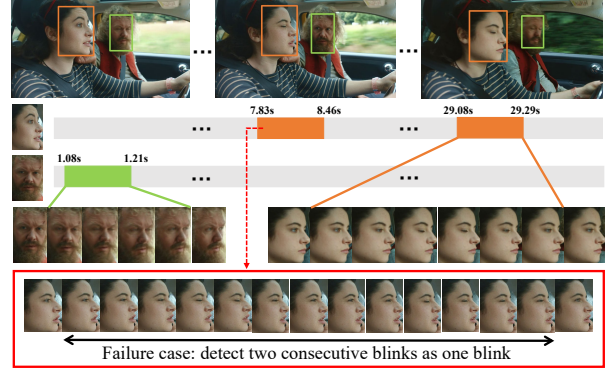 ... ...
7.83s 8.46s 29.08s 29.29s
... ...
1.08s 1.21s
... ...
Failure case: detect two consecutive blinks as one blink